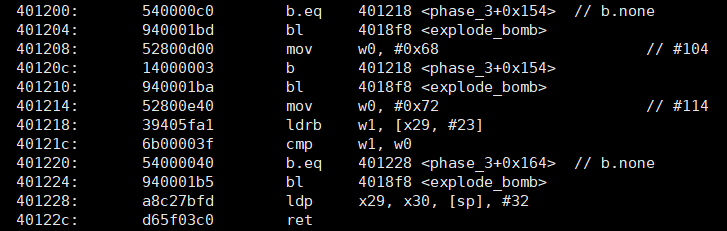 401200: 540000c0 b.eq 401218 <phase_3+0x154> // b.none
401204: 940001bd bl 4018f8 <explode_bomb>
401208: 52800d00 mov w0, #0x68 // #104
40120c: 14000003 b 401218 <phase_3+0x154>
401210: 940001ba bl 4018f8 <explode_bomb>
401214: 52800e40 mov w0, #0x72 // #114
401218: 39405fa1 ldrb w1, [x29, #23]
40121c: 6b00003f cmp w1, w0
401220: 54000040 b.eq 401228 <phase_3+0x164> // b.none
401224: 940001b5 bl 4018f8 <explode_bomb>
401228: a8c27bfd ldp x29, x30, [sp], #32
40122c: d65f03c0 ret